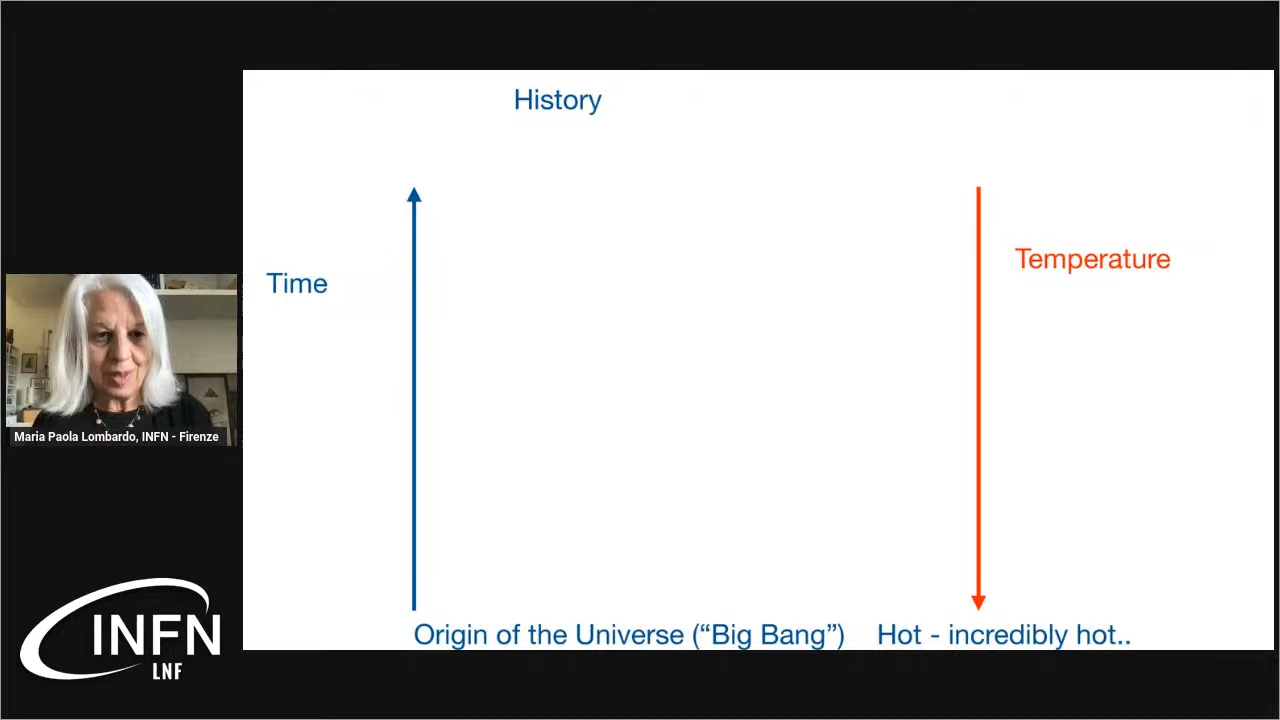 History
Time
Temperature
Origin of the Universe (“Big Bang”)
Hot - incredibly hot..
Maria Paola Lombardo, INFN - Firenze
INFN
LNF